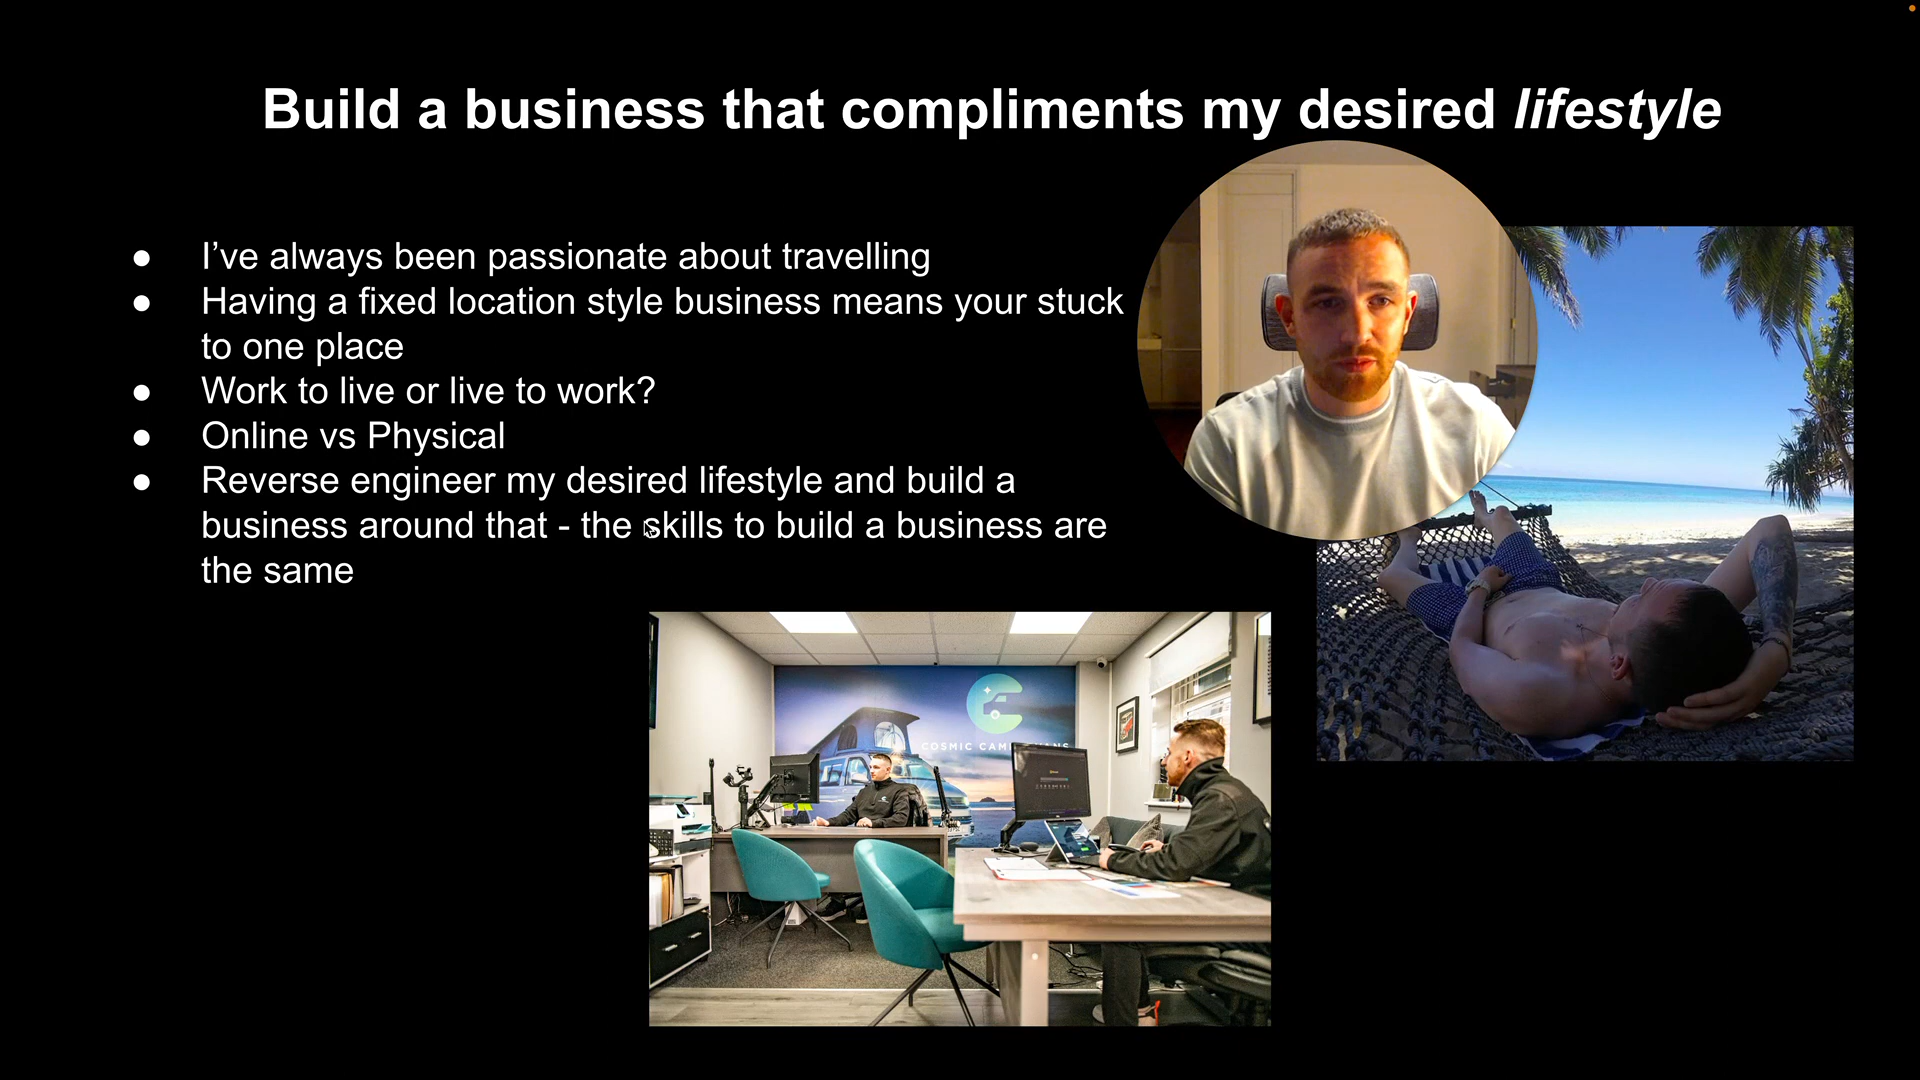 Build a business that compliments my desired lifestyle
● I’ve always been passionate about travelling
● Having a fixed location style business means your stuck
to one place
● Work to live or live to work?
● Online vs Physical
● Reverse engineer my desired lifestyle and build a
business around that - the skills to build a business are
the same
COSMIC